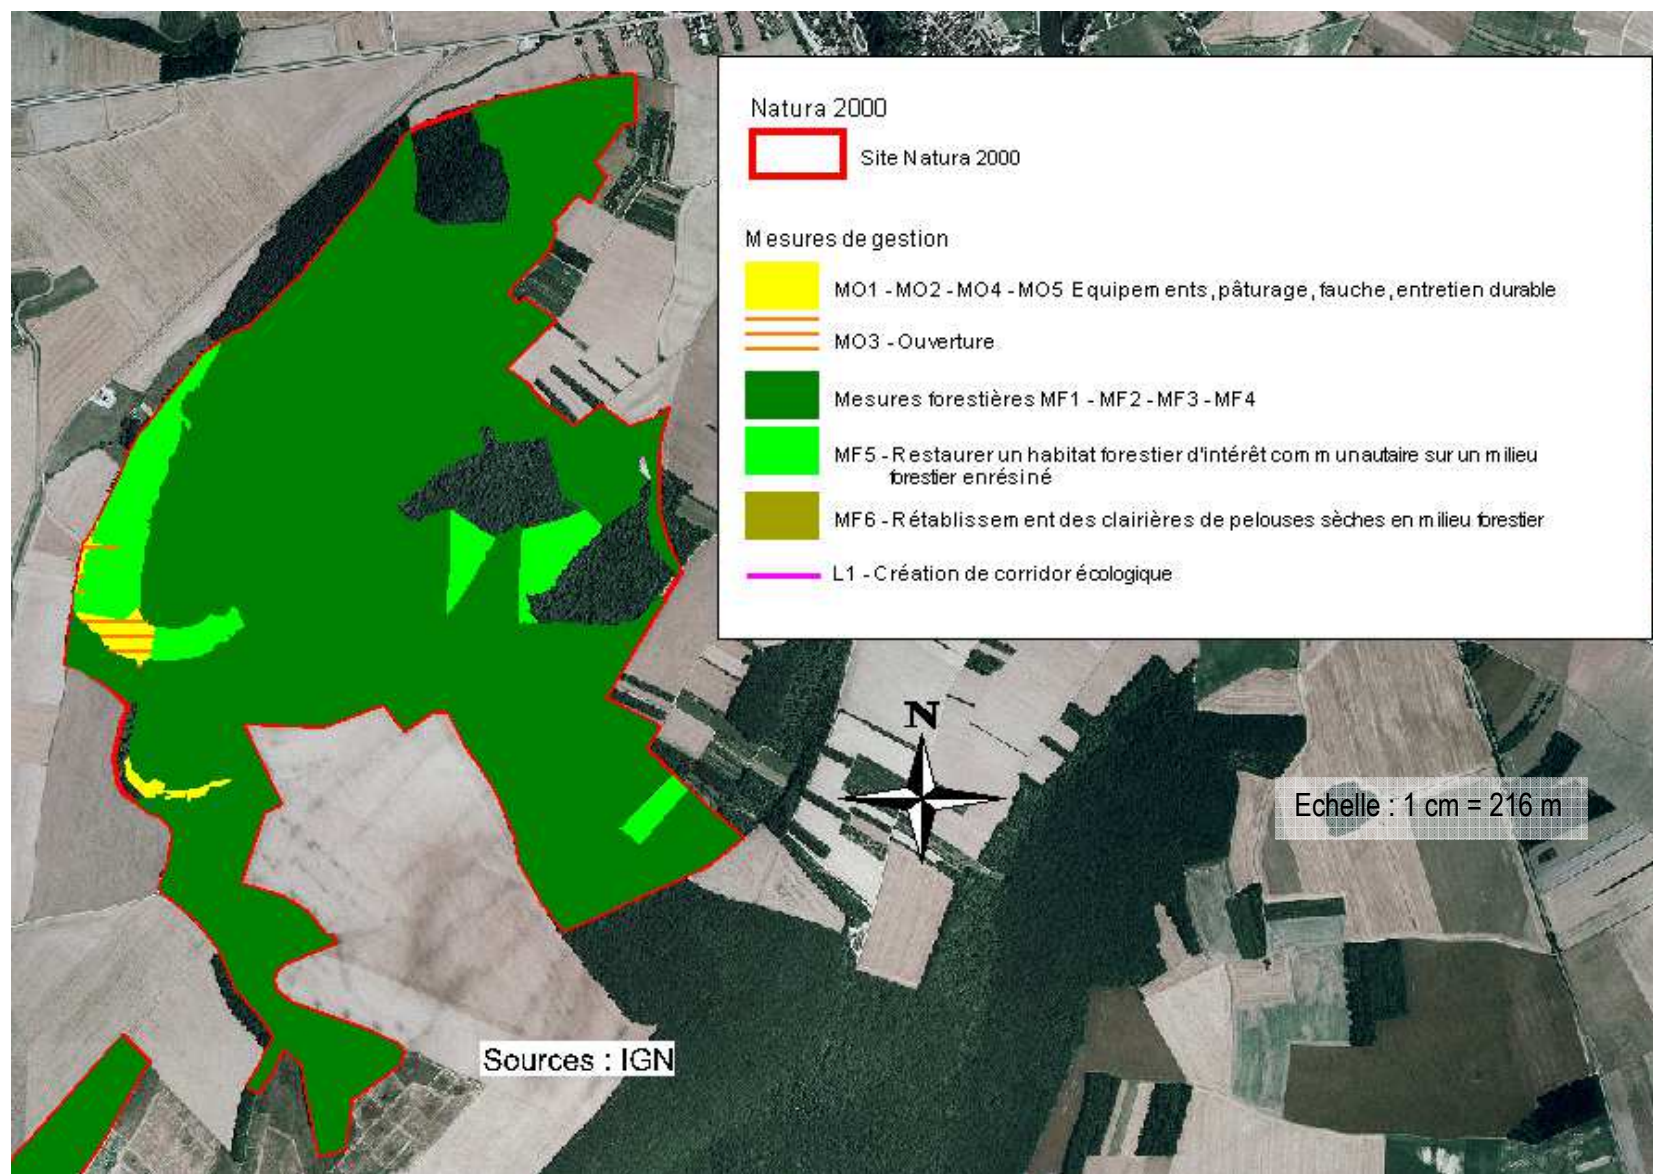 Natura 2000
Site Natura 2000
Mesures de gestion
MO1 - MO2 - MO4 - MO5 Equipements, pâturage, fauche, entretien durable
MO3 - Ouverture
Mesures forestières MF1 - MF2 - MF3 - MF4
MF5 - Restaurer un habitat forestier d'intérêt communautaire sur un milieu
forestier enrésiné
MF6 - Rétablissement des clairières de pelouses sèches en milieu forestier
L1 - Création de corridor écologique
N
Echelle : 1 cm = 216 m
Sources : IGN